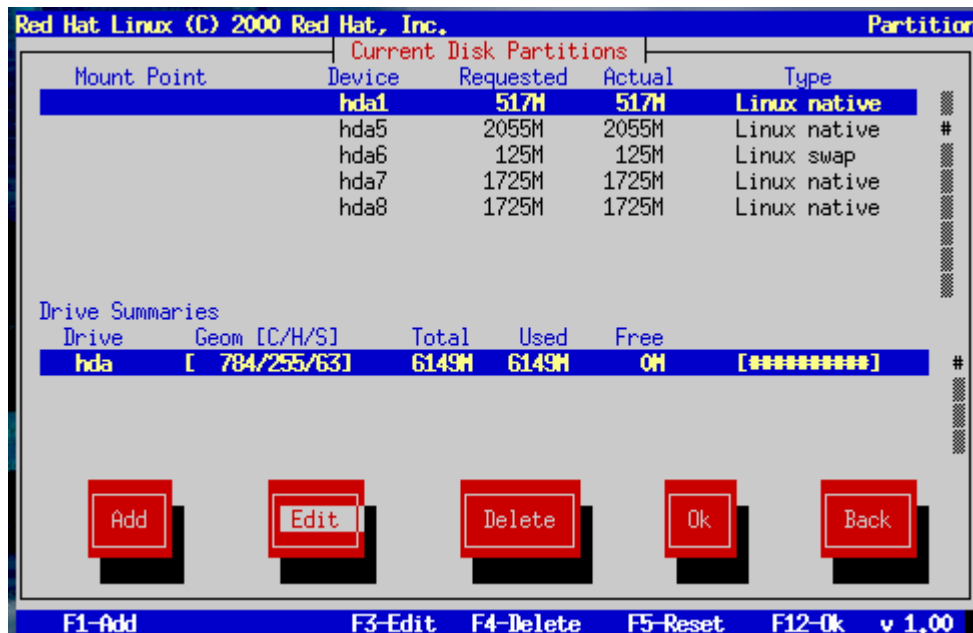 Red Hat Linux (C) 2000 Red Hat, Inc. Partition
Current Disk Partitions
Mount Point Device Requested Actual Type
hda1 517M 517M Linux native
hda5 2055M 2055M Linux native #
hda6 125M 125M Linux swap
hda7 1725M 1725M Linux native
hda8 1725M 1725M Linux native
Drive Summaries
Drive Geom [C/H/S] Total Used Free
hda [ 784/255/63] 6149M 6149M 0M [##########] #
Add Edit Delete Ok Back
F1-Add F3-Edit F4-Delete F5-Reset F12-Ok v 1.00